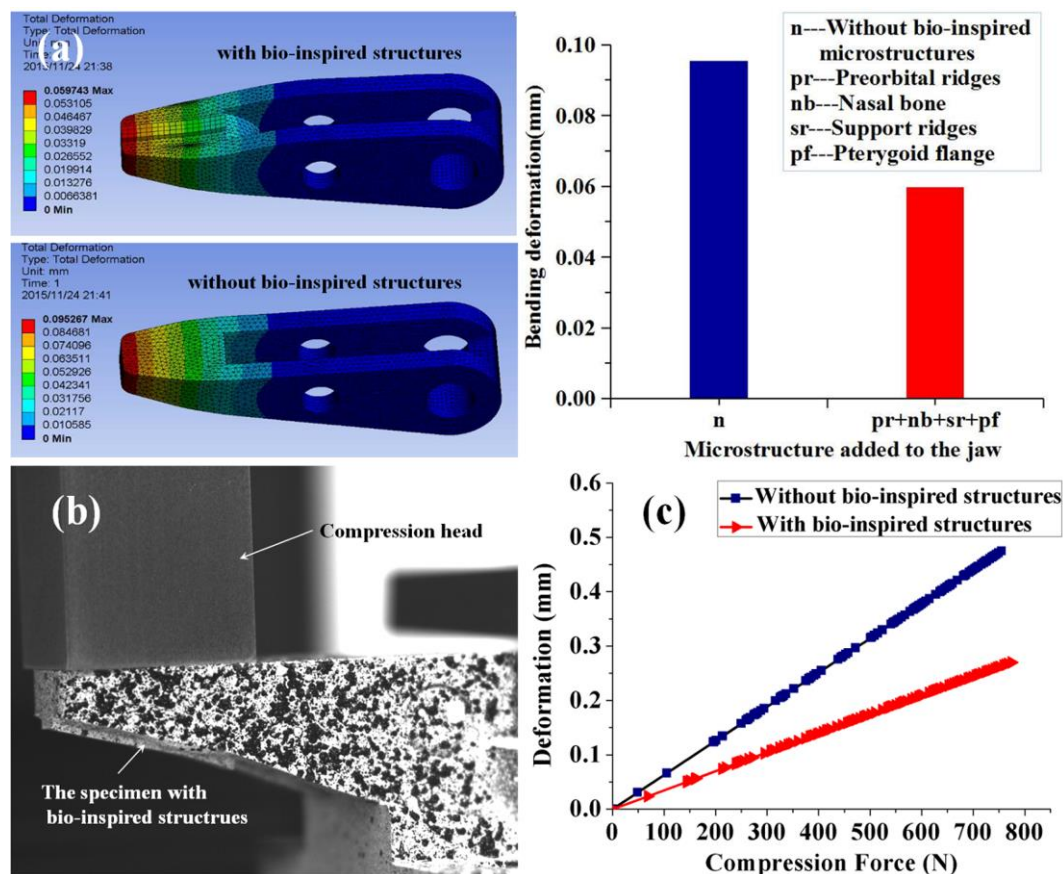 Total Deformation
Type: Total Deformation
(a)
2015/11/24 21:38
with bio-inspired structures
0.059743 Max
0.053105
0.046467
0.039829
0.03319
0.026552
0.019914
0.013276
0.0066381
0 Min
Total Deformation
Type: Total Deformation
Unit: mm
Time: 1
2015/11/24 21:41
without bio-inspired structures
0.095267 Max
0.084681
0.074096
0.063511
0.052926
0.042341
0.031756
0.02117
0.010585
0 Min
Bending deformation(mm)
0.10
0.08
0.06
0.04
0.02
0.00
n---Without bio-inspired
microstructures
pr---Preorbital ridges
nb---Nasal bone
sr---Support ridges
pf---Pterygoid flange
n
pr+nb+sr+pf
Microstructure added to the jaw
(b)
Compression head
The specimen with
bio-inspired structrues
(c)
Without bio-inspired structures
With bio-inspired structures
Deformation (mm)
0.6
0.5
0.4
0.3
0.2
0.1
0.0
0 100 200 300 400 500 600 700 800
Compression Force (N)